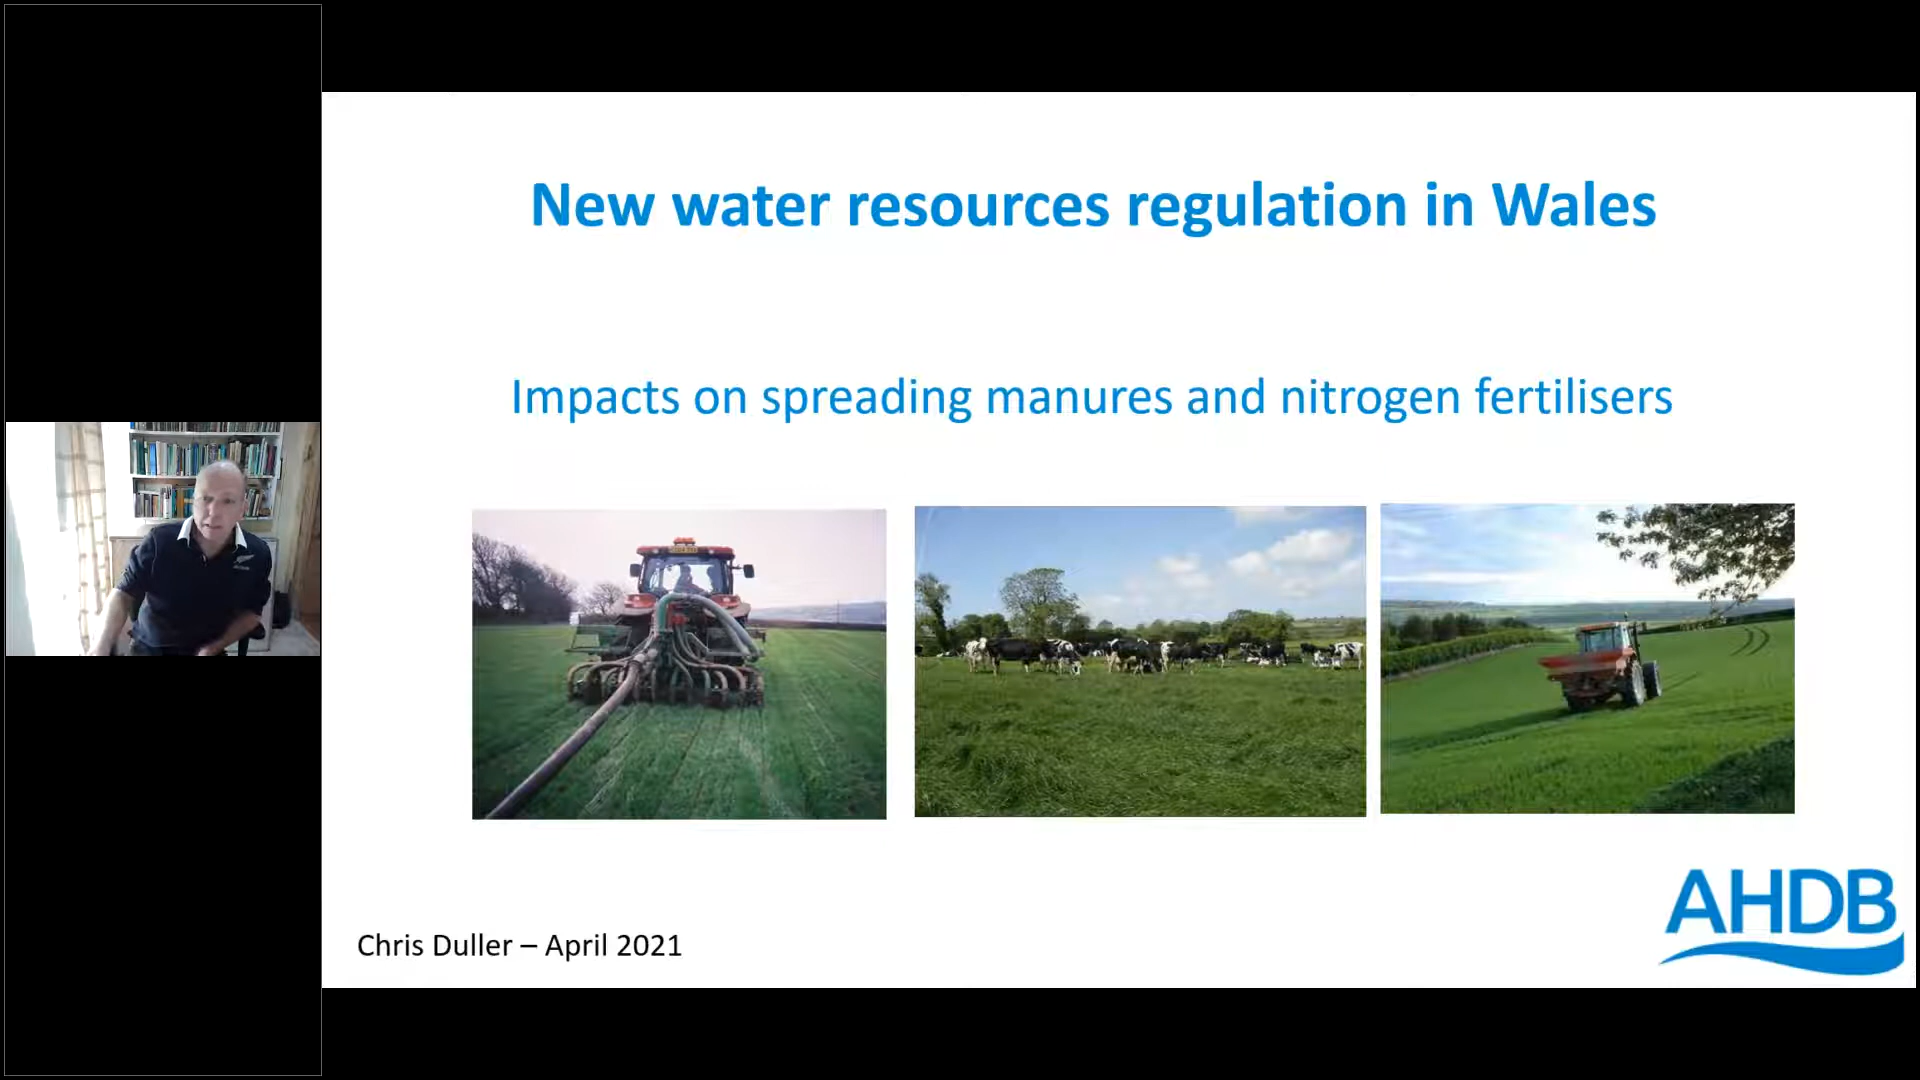 New water resources regulation in Wales
Impacts on spreading manures and nitrogen fertilisers
Chris Duller – April 2021
AHDB